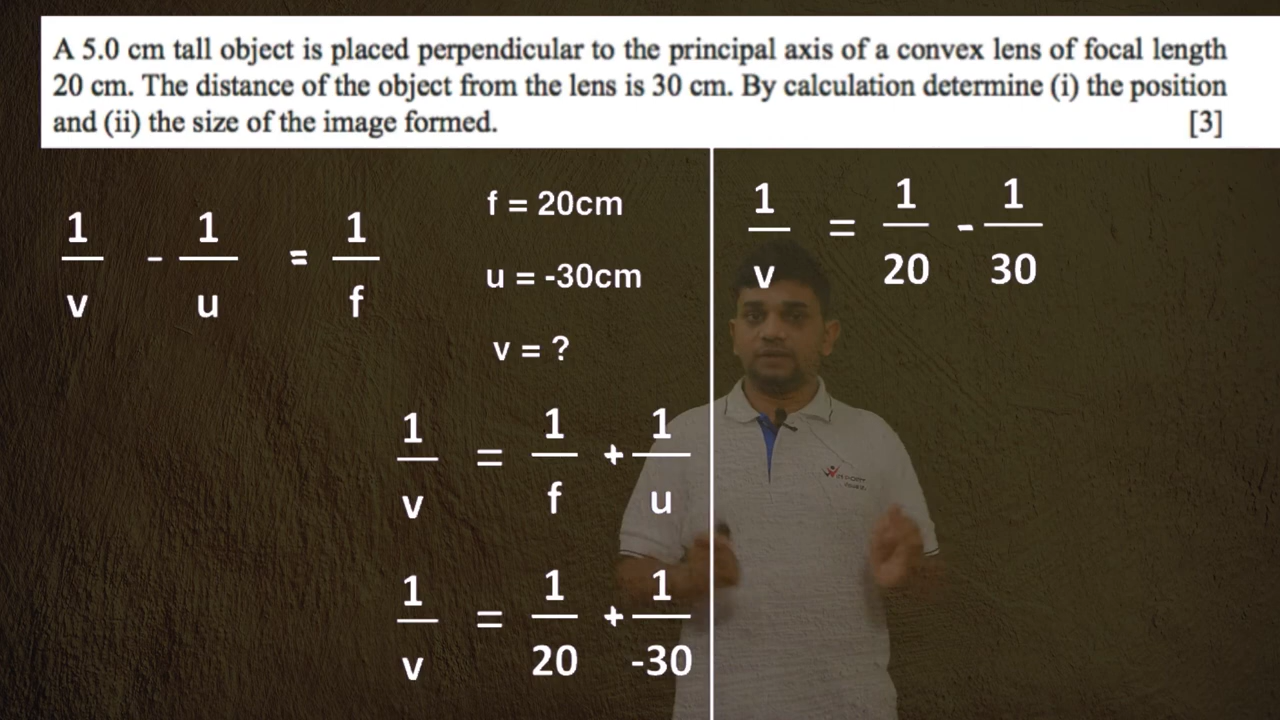 A 5.0 cm tall object is placed perpendicular to the principal axis of a convex lens of focal length
20 cm. The distance of the object from the lens is 30 cm. By calculation determine (i) the position
and (ii) the size of the image formed. [3]
1/v - 1/u = 1/f
f = 20cm
u = -30cm
v = ?
1/v = 1/f + 1/u
1/v = 1/20 + 1/-30
1/v = 1/20 - 1/30